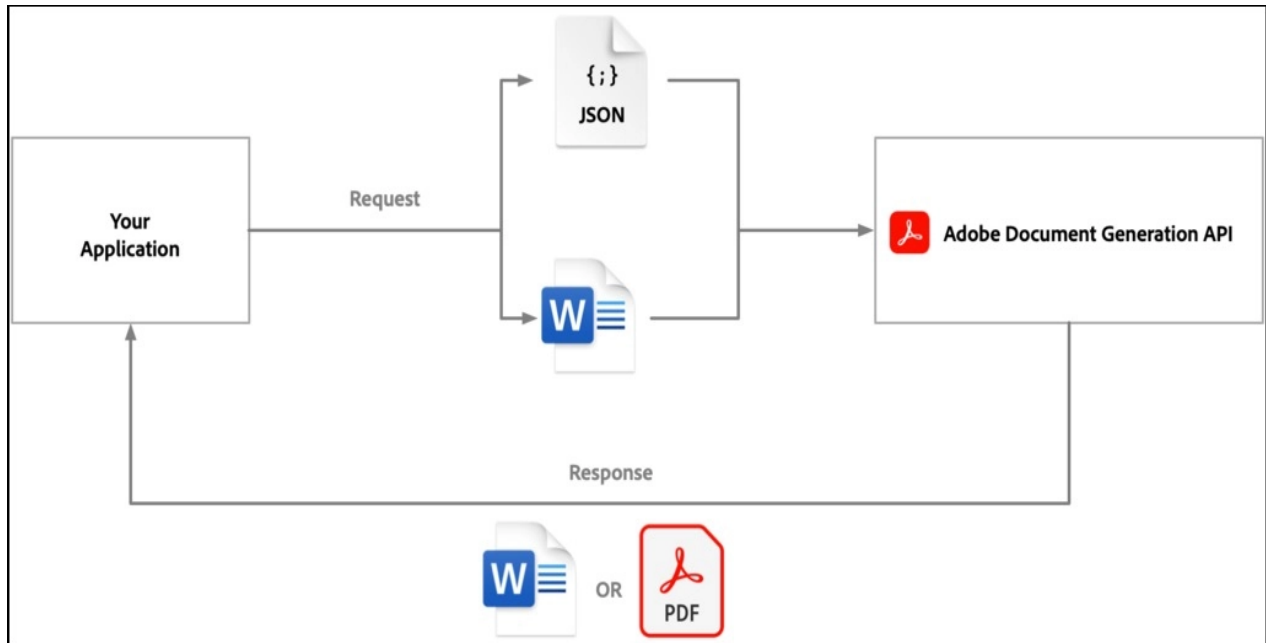 {;}
JSON
Request
Your
Application
Adobe Document Generation API
W
Response
W
OR
PDF